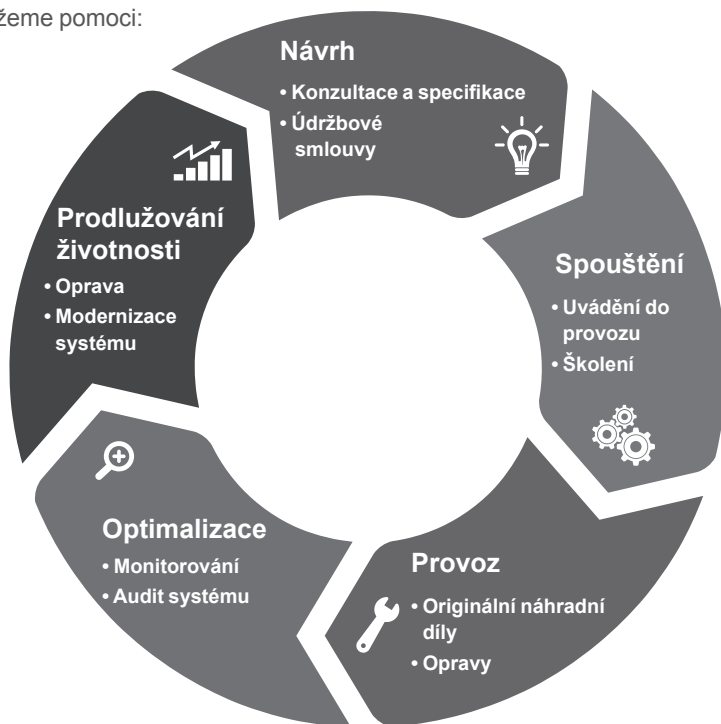 žeme pomoci:
Návrh
• Konzultace a specifikace
• Údržbové
smlouvy
Spouštění
• Uvádění do
provozu
• Školení
Provoz
• Originální náhradní
díly
• Opravy
Optimalizace
• Monitorování
• Audit systému
Prodlužování
životnosti
• Oprava
• Modernizace
systému